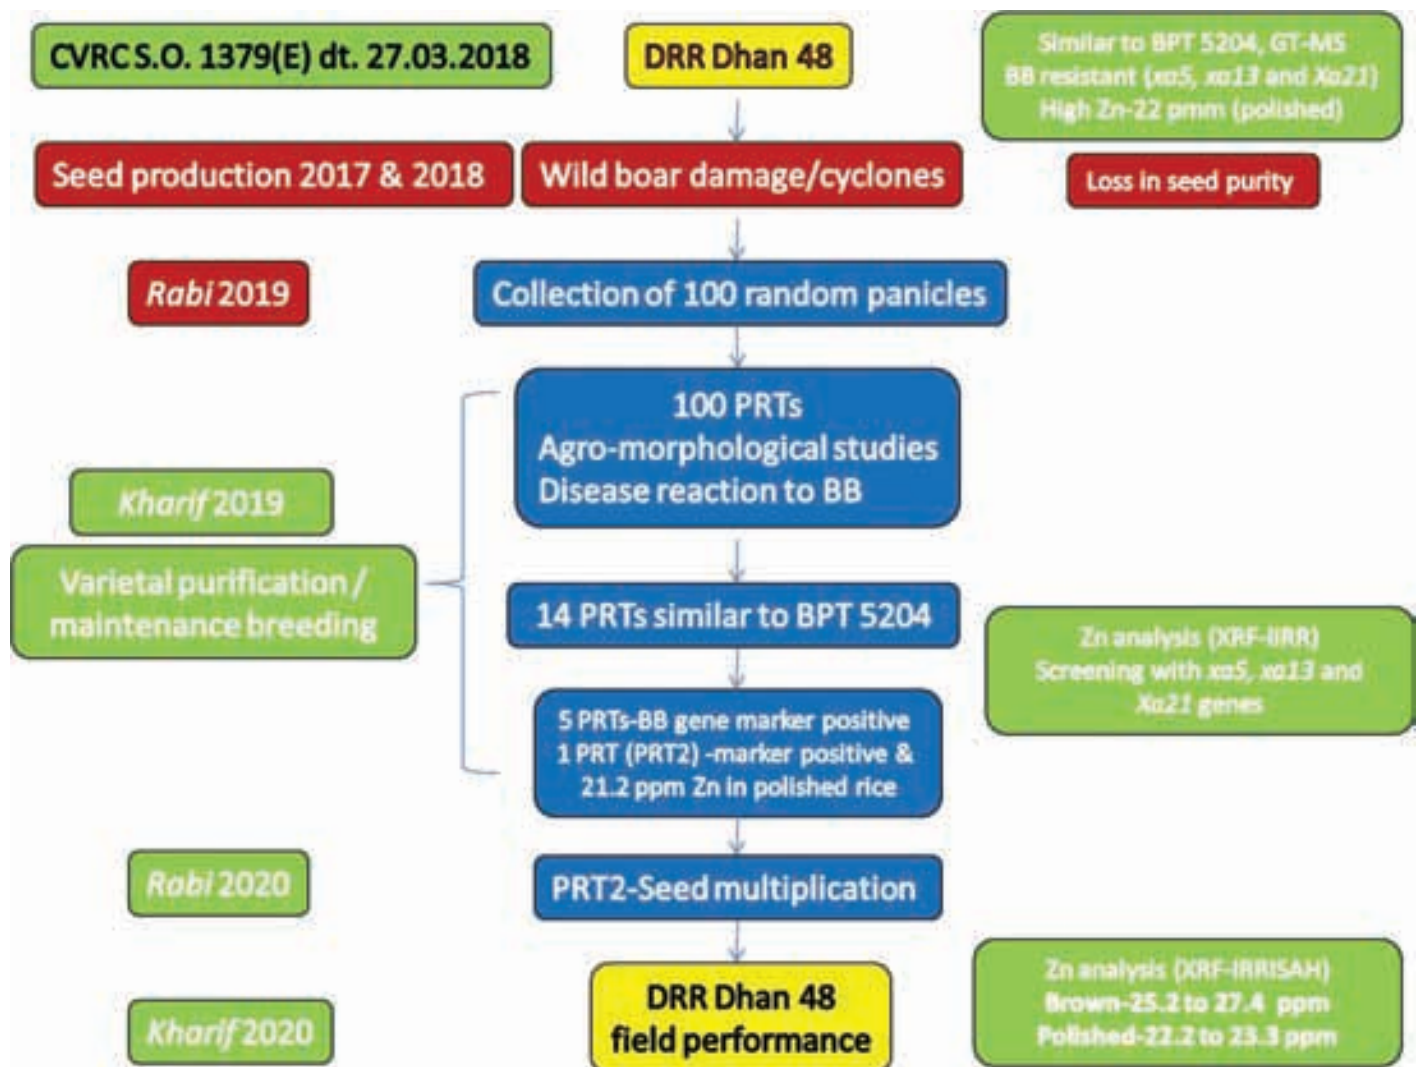 CVRC S.O. 1379(E) dt. 27.03.2018
DRR Dhan 48
Similar to BPT 5204, GT-MS
BB resistant (xa5, xa13 and Xa21)
High Zn-22 pmm (polished)
Seed production 2017 & 2018
Wild boar damage/cyclones
Loss in seed purity
Rabi 2019
Collection of 100 random panicles
100 PRTs
Agro-morphological studies
Disease reaction to BB
Kharif 2019
Varietal purification /
maintenance breeding
14 PRTs similar to BPT 5204
Zn analysis (XRF-IIRR)
Screening with xa5, xa13 and
Xa21 genes
5 PRTs-BB gene marker positive
1 PRT (PRT2) -marker positive &
21.2 ppm Zn in polished rice
Rabi 2020
PRT2-Seed multiplication
Kharif 2020
DRR Dhan 48
field performance
Zn analysis (XRF-IRRISAH)
Brown-25.2 to 27.4 ppm
Polished-22.2 to 23.3 ppm